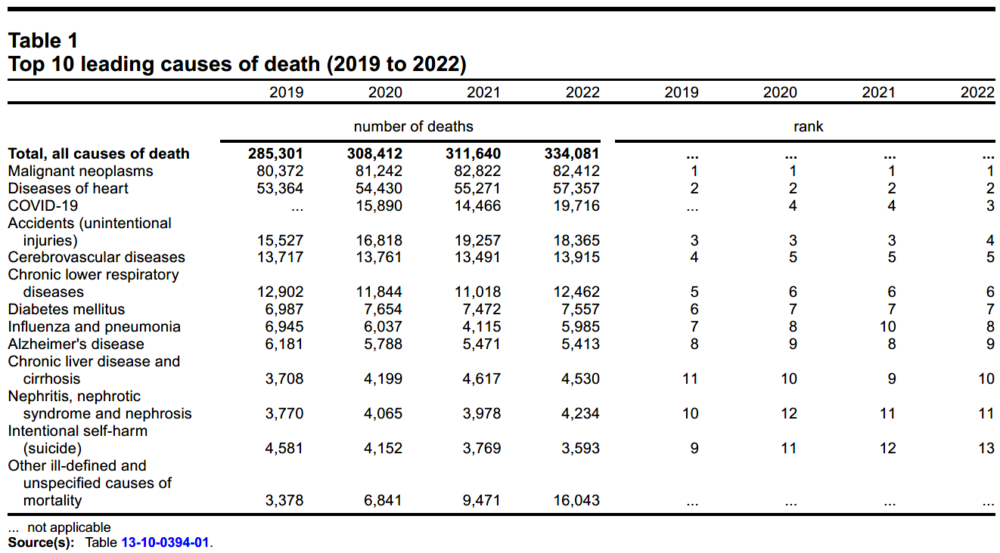 Table 1
Top 10 leading causes of death (2019 to 2022)
2019 2020 2021 2022 2019 2020 2021 2022
number of deaths rank
Total, all causes of death 285,301 308,412 311,640 334,081 ... ... ... ...
Malignant neoplasms 80,372 81,242 82,822 82,412 1 1 1 1
Diseases of heart 53,364 54,430 55,271 57,357 2 2 2 2
COVID-19 ... 15,890 14,466 19,716 ... 4 4 3
Accidents (unintentional
injuries) 15,527 16,818 19,257 18,365 3 3 3 4
Cerebrovascular diseases 13,717 13,761 13,491 13,915 4 5 5 5
Chronic lower respiratory
diseases 12,902 11,844 11,018 12,462 5 6 6 6
Diabetes mellitus 6,987 7,654 7,472 7,557 6 7 7 7
Influenza and pneumonia 6,945 6,037 4,115 5,985 7 8 10 8
Alzheimer's disease 6,181 5,788 5,471 5,413 8 9 8 9
Chronic liver disease and
cirrhosis 3,708 4,199 4,617 4,530 11 10 9 10
Nephritis, nephrotic
syndrome and nephrosis 3,770 4,065 3,978 4,234 10 12 11 11
Intentional self-harm
(suicide) 4,581 4,152 3,769 3,593 9 11 12 13
Other ill-defined and
unspecified causes of
mortality 3,378 6,841 9,471 16,043 ... ... ... ...
... not applicable
Source(s): Table 13-10-0394-01.